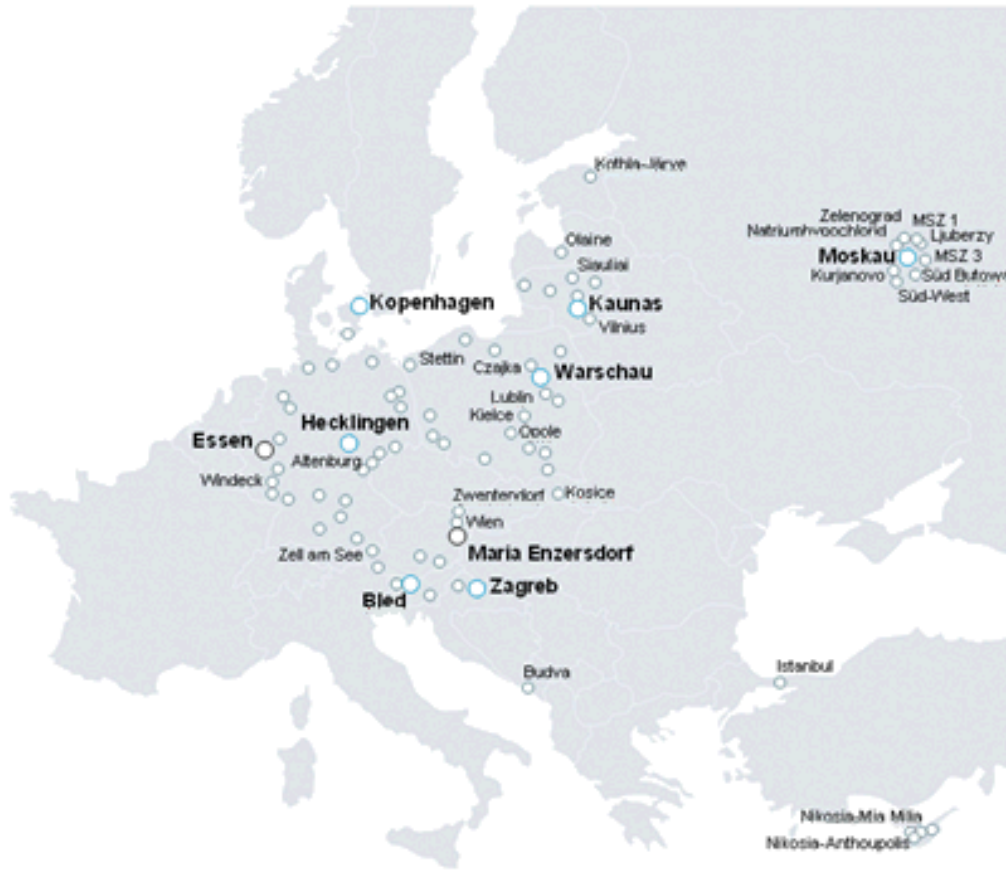 Kothla-Järve
Zelenograd
MSZ 1
Natriumhypochlorid
Ljuberzy
Olaine
Moskau
MSZ 3
Siauliai
Kurjanovo
Süd Butowo
Süd-West
Kopenhagen
Kaunas
Vilnius
Stettin
Czajka
Warschau
Lublin
Kielce
Hecklingen
Opole
Essen
Altenburg
Windeck
Zwentendorf
Kosice
Wien
Zell am See
Maria Enzersdorf
Zagreb
Bled
Budva
Istanbul
Nikosia-Mia Milia
Nikosia-Anthoupolis